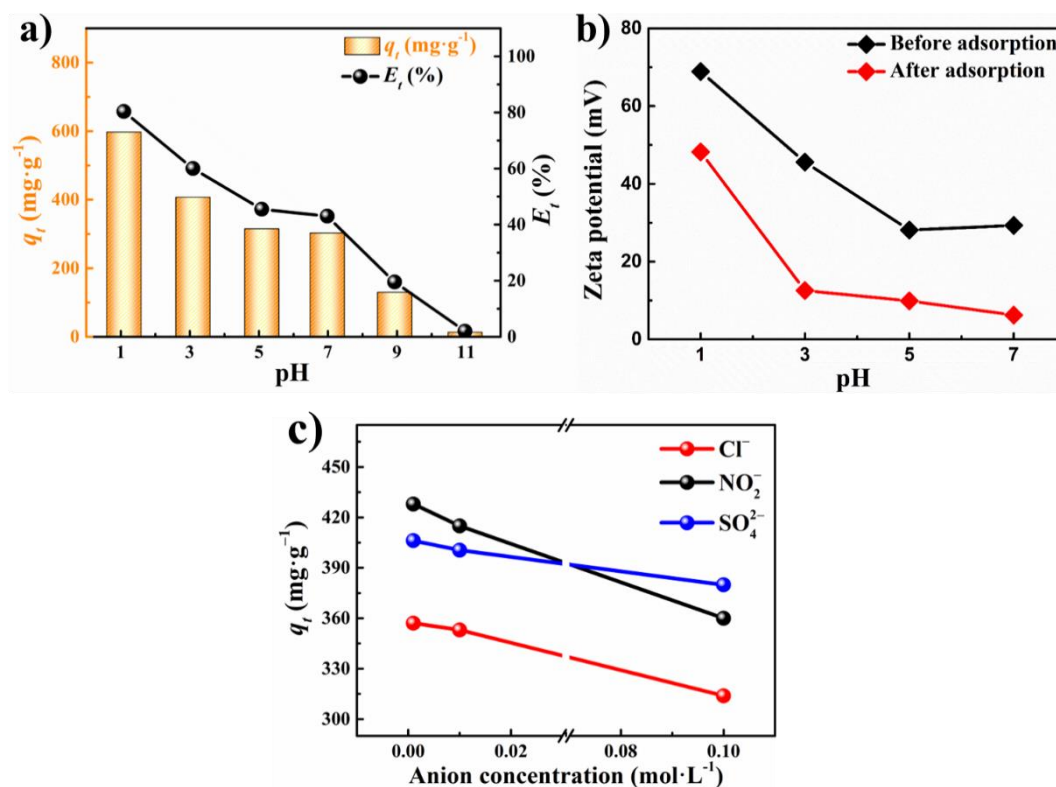 a)
q_t (mg·g⁻¹)
E_t (%)
800
600
400
200
0
100
80
60
40
20
0
q_t (mg·g⁻¹)
E_t (%)
1 3 5 7 9 11
pH
b)
Before adsorption
After adsorption
80
60
40
20
0
Zeta potential (mV)
1 3 5 7
pH
c)
Cl⁻
NO₂⁻
SO₄²⁻
450
420
390
360
330
300
q_t (mg·g⁻¹)
0.00 0.02 0.08 0.10
Anion concentration (mol·L⁻¹)